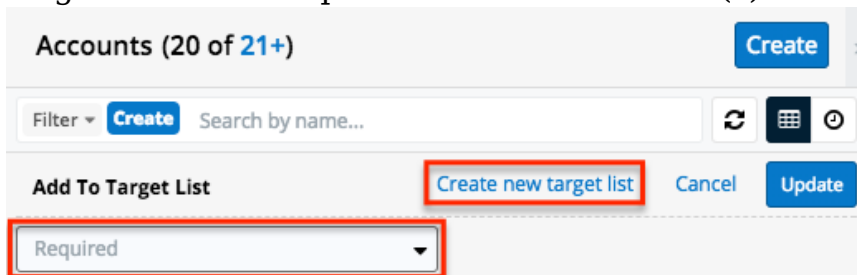 Accounts (20 of 21+) Create
Filter Create Search by name...
Add To Target List Create new target list Cancel Update
Required